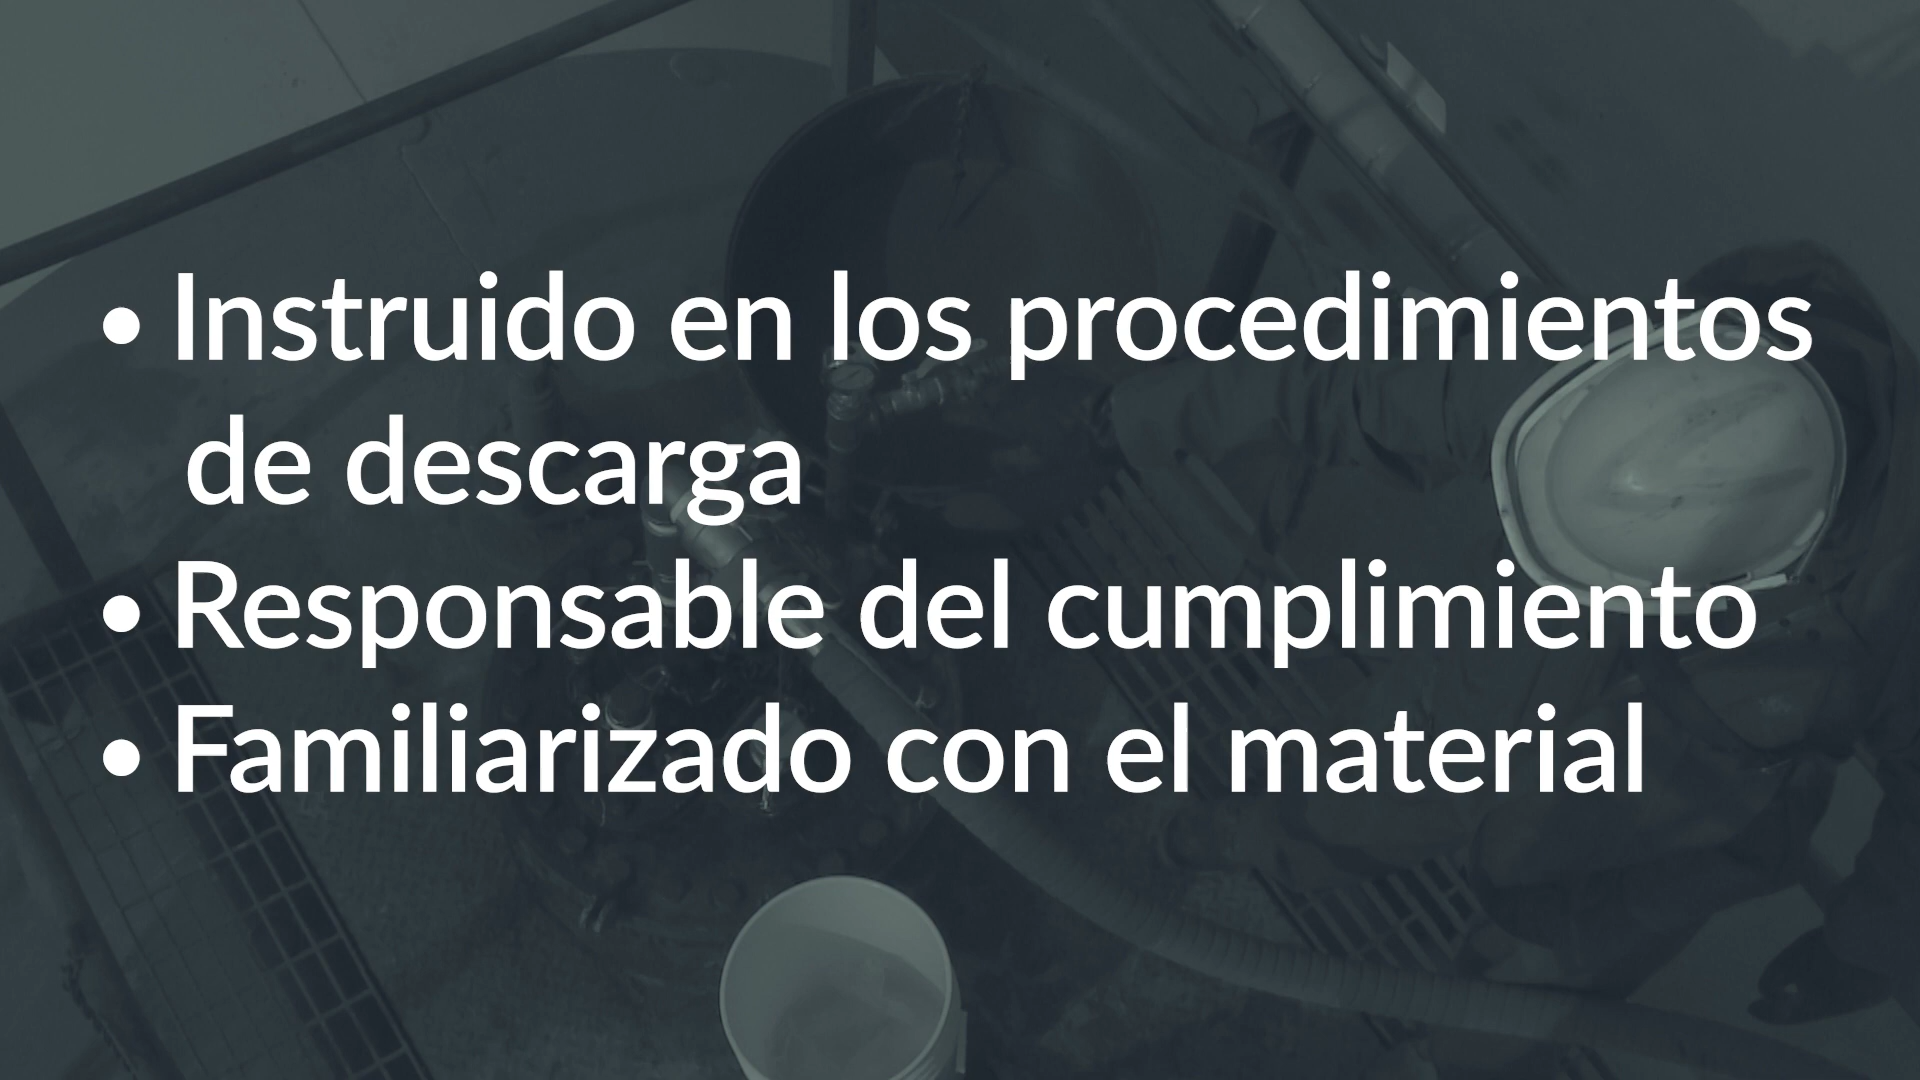 • Instruido en los procedimientos
de descarga
• Responsable del cumplimiento
• Familiarizado con el material